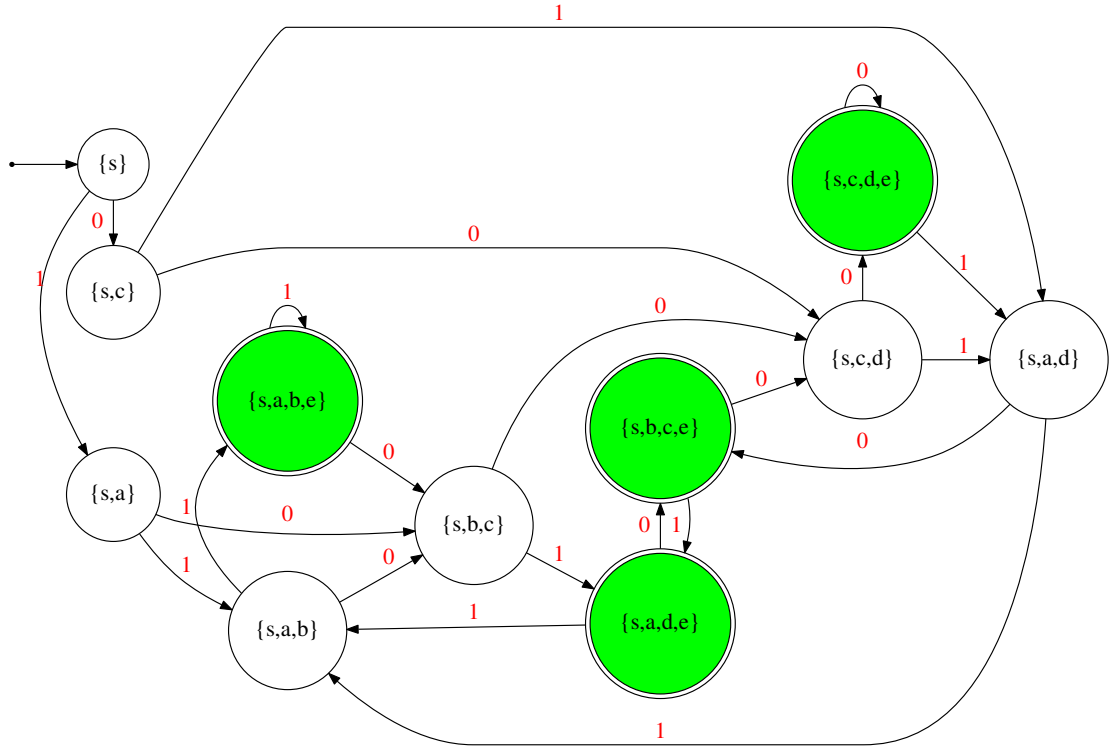 1
0
{s}
{s,c,d,e}
0
0
1
{s,c}
0
1
1
0
{s,c,d}
1
{s,a,d}
0
{s,a,b,e}
{s,b,c,e}
0
0
{s,a}
1
0
{s,b,c}
0
1
1
0
1
1
{s,a,b}
1
{s,a,d,e}
1